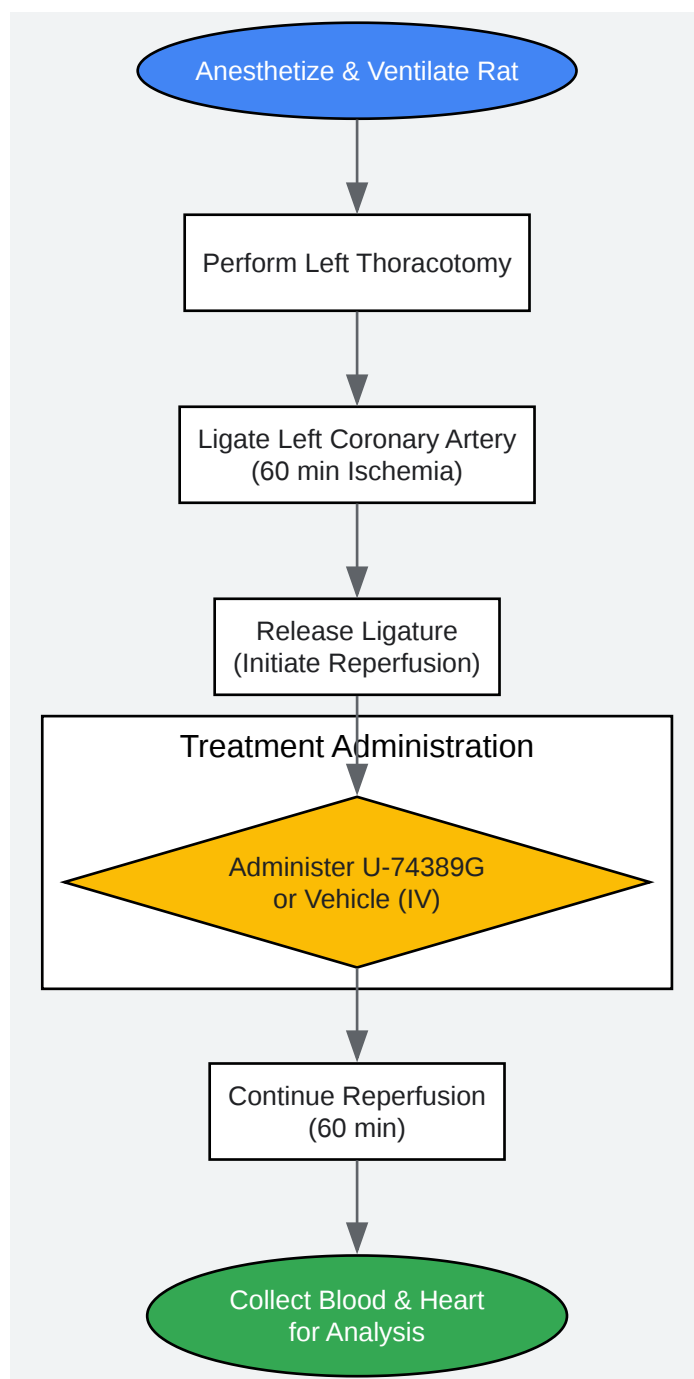 Anesthetize & Ventilate Rat
Perform Left Thoracotomy
Ligate Left Coronary Artery
(60 min Ischemia)
Release Ligature
(Initiate Reperfusion)
Treatment Administration
Administer U-74389G
or Vehicle (IV)
Continue Reperfusion
(60 min)
Collect Blood & Heart
for Analysis